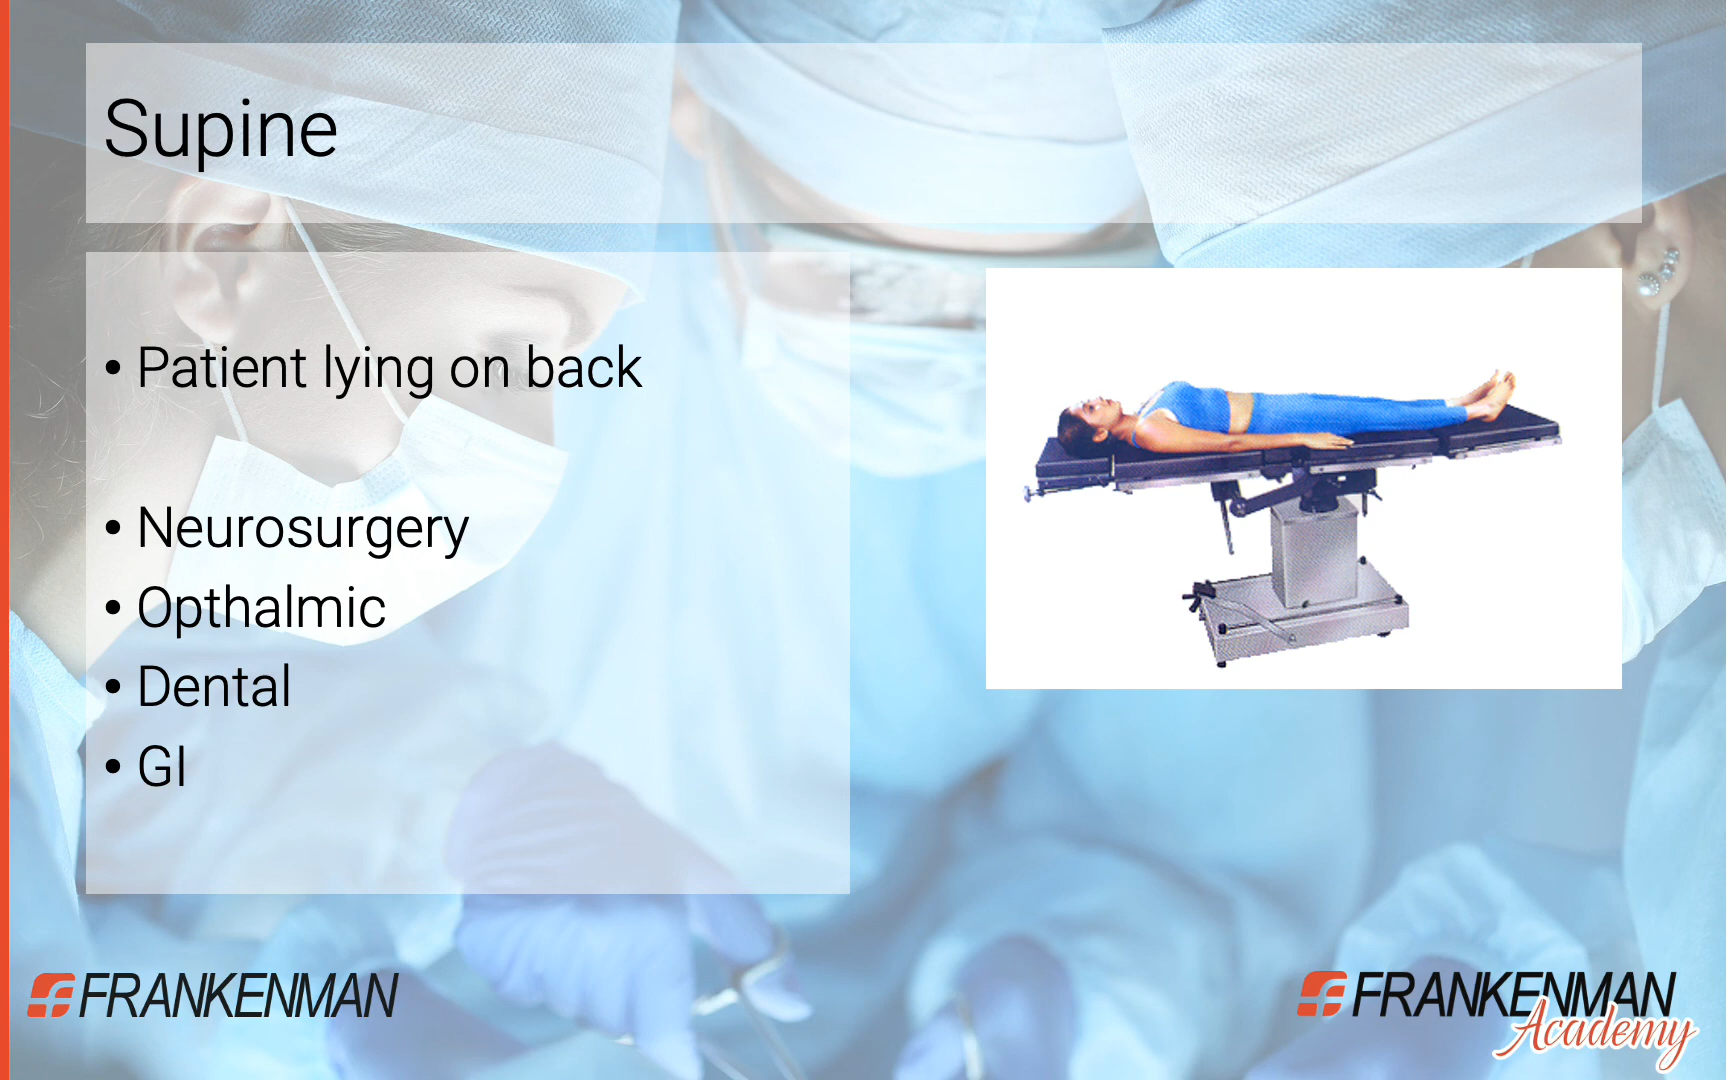 Supine
• Patient lying on back
• Neurosurgery
• Opthalmic
• Dental
• GI
FRANKENMAN
FRANKENMAN
Academy